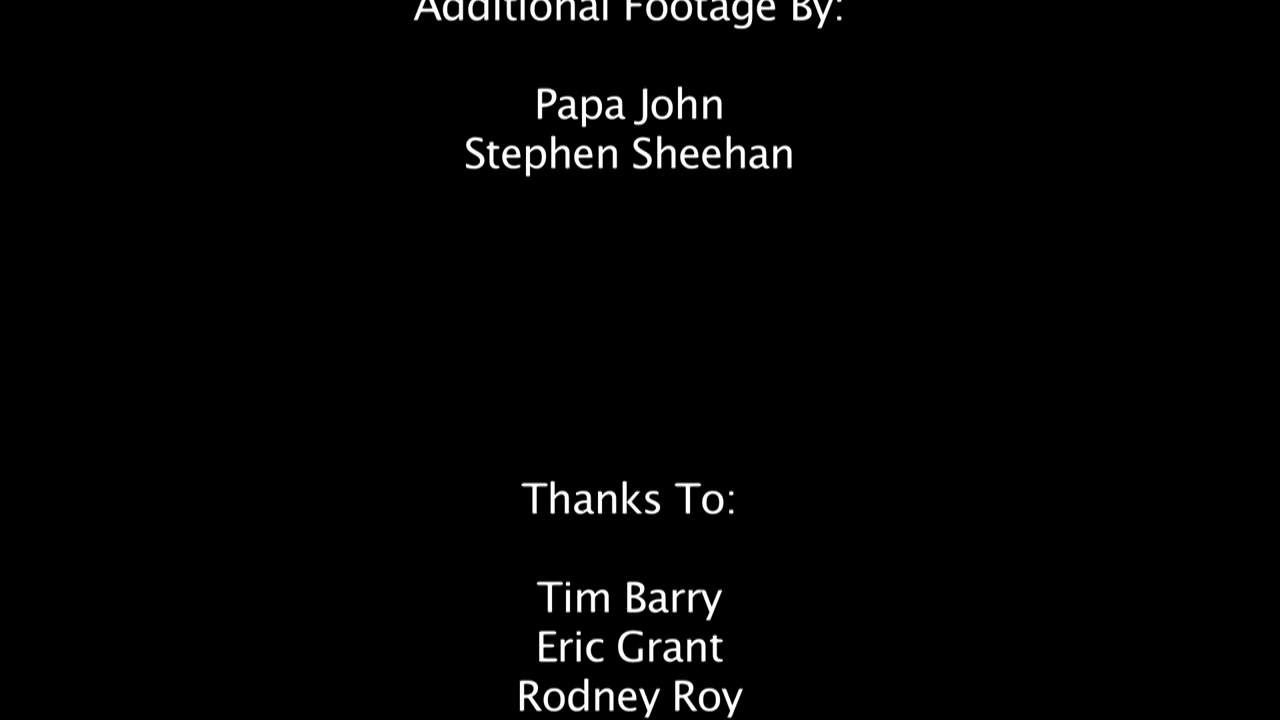 Additional Footage By:
Papa John
Stephen Sheehan
Thanks To:
Tim Barry
Eric Grant
Rodney Roy